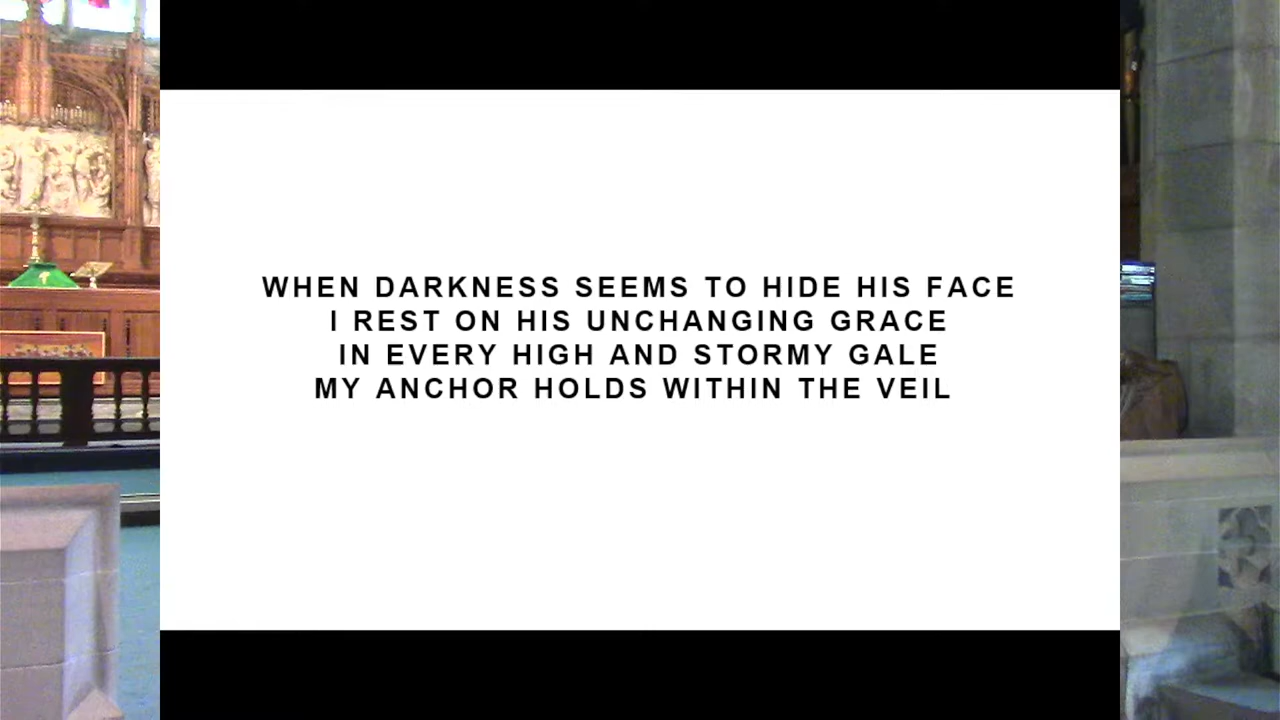 WHEN DARKNESS SEEMS TO HIDE HIS FACE
I REST ON HIS UNCHANGING GRACE
IN EVERY HIGH AND STORMY GALE
MY ANCHOR HOLDS WITHIN THE VEIL